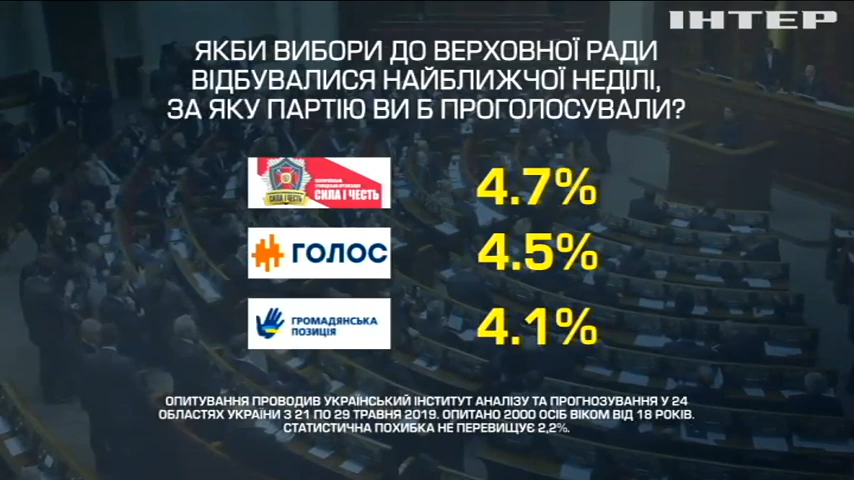 ІНТЕР
ЯКБИ ВИБОРИ ДО ВЕРХОВНОЇ РАДИ
ВІДБУВАЛИСЯ НАЙБЛИЖЧОЇ НЕДІЛІ,
ЗА ЯКУ ПАРТІЮ ВИ Б ПРОГОЛОСУВАЛИ?
СИЛА І ЧЕСТЬ
СИЛА І ЧЕСТЬ
4.7%
ГОЛОС
4.5%
ГРОМАДЯНСЬКА
ПОЗИЦІЯ
4.1%
ОПИТУВАННЯ ПРОВОДИВ УКРАЇНСЬКИЙ ІНСТИТУТ АНАЛІЗУ ТА ПРОГНОЗУВАННЯ У 24
ОБЛАСТЯХ УКРАЇНИ З 21 ПО 29 ТРАВНЯ 2019. ОПИТАНО 2000 ОСІБ ВІКОМ ВІД 18 РОКІВ.
СТАТИСТИЧНА ПОХИБКА НЕ ПЕРЕВИЩУЄ 2,2%.